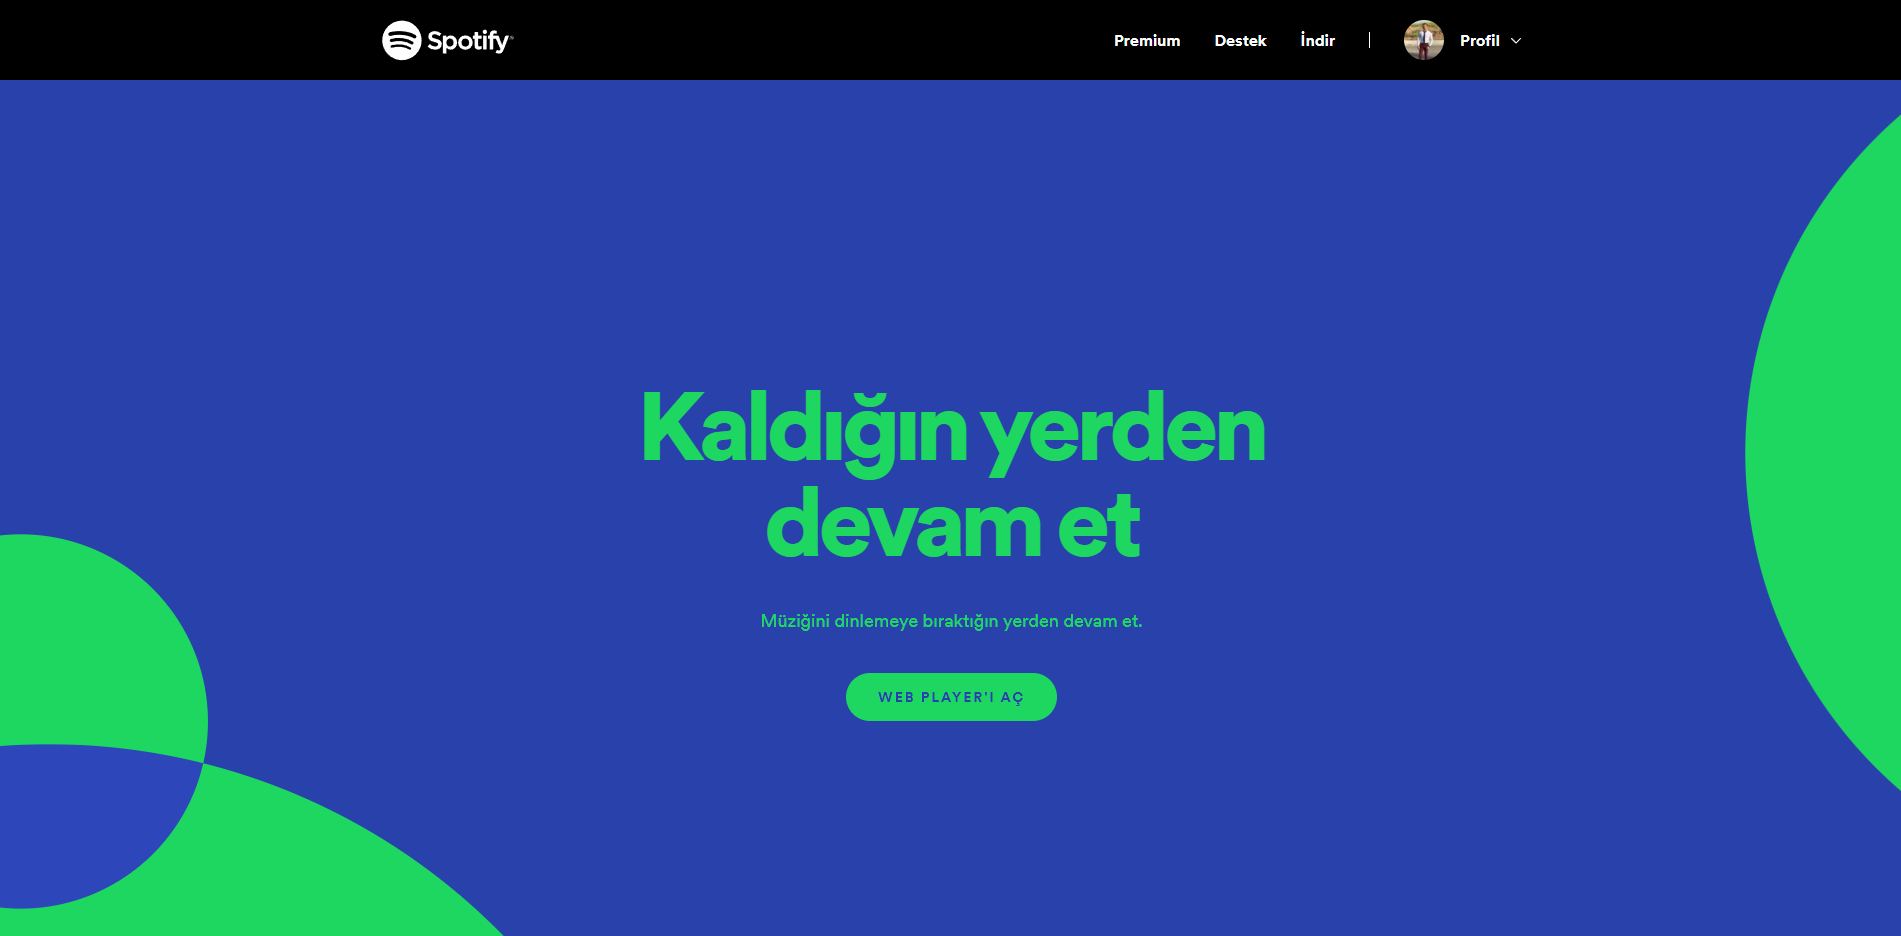 Spotify
Premium
Destek
İndir
Profil
Kaldığın yerden
devam et
Müziğini dinlemeye bıraktığın yerden devam et.
WEB PLAYER'I AÇ